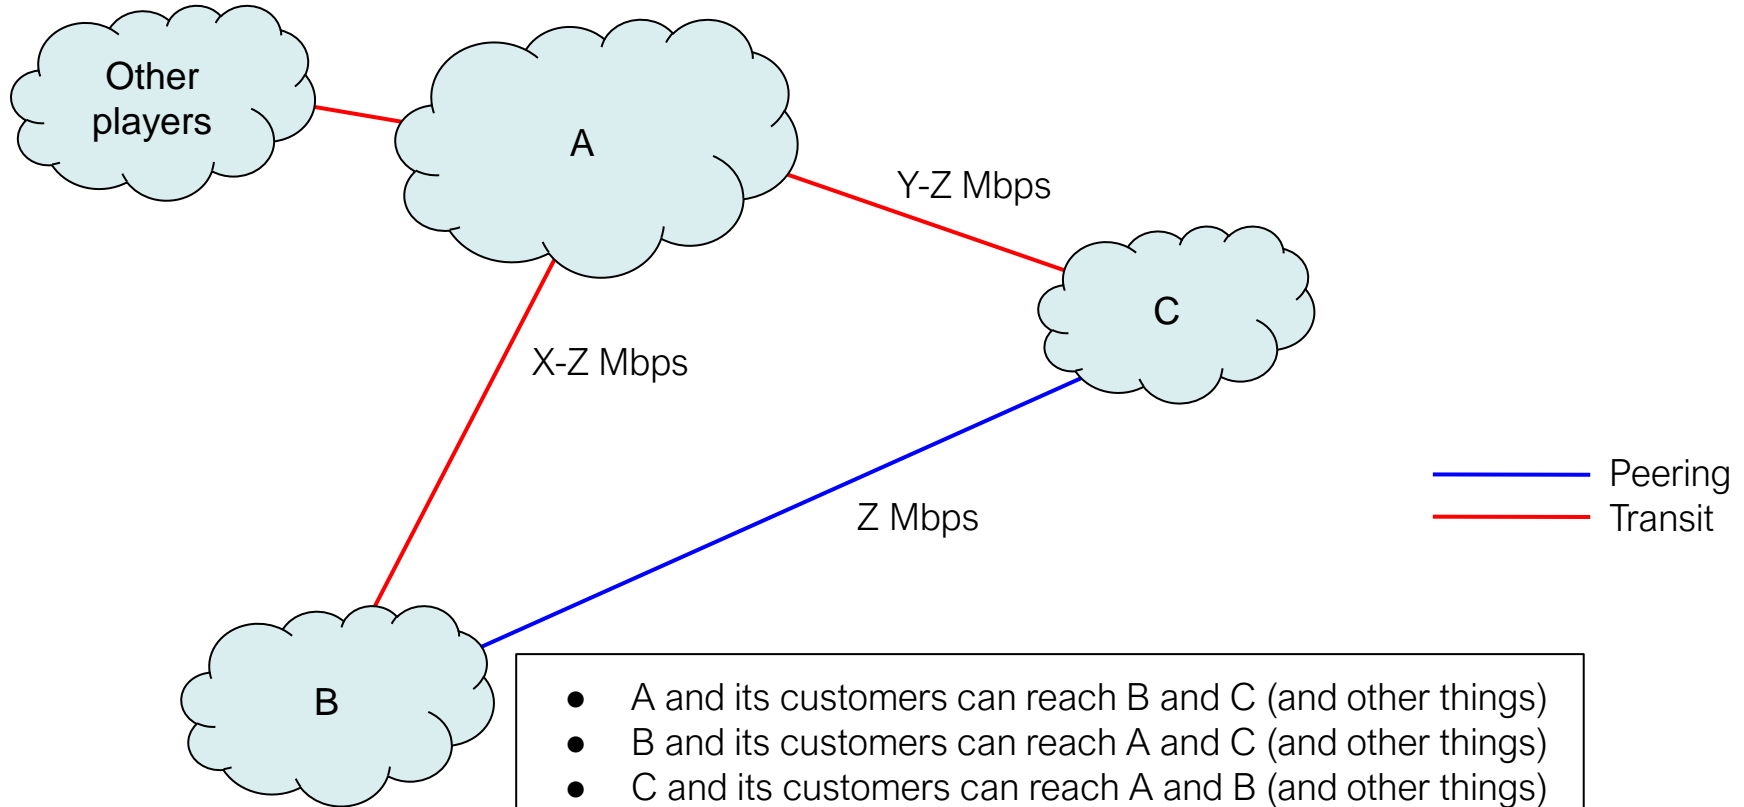 Other
players
A
Y-Z Mbps
C
X-Z Mbps
Z Mbps
Peering
Transit
B
● A and its customers can reach B and C (and other things)
● B and its customers can reach A and C (and other things)
● C and its customers can reach A and B (and other things)